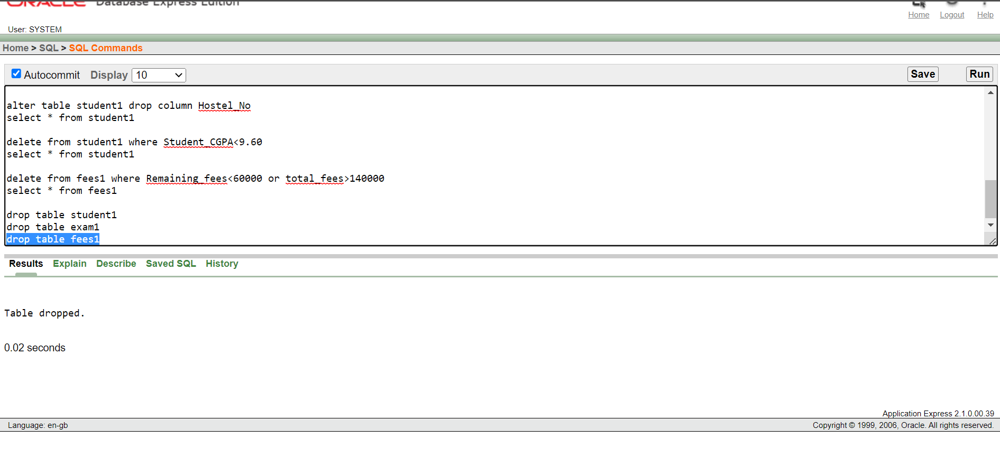 ORACLE Database Express Edition
Home Logout Help
User: SYSTEM
Home > SQL > SQL Commands
Autocommit Display 10 Save Run
alter table student1 drop column Hostel_No
select * from student1
delete from student1 where Student_CGPA<9.60
select * from student1
delete from fees1 where Remaining_fees<60000 or total_fees>140000
select * from fees1
drop table student1
drop table exam1
drop table fees1
Results Explain Describe Saved SQL History
Table dropped.
0.02 seconds
Application Express 2.1.0.00.39
Language: en-gb Copyright © 1999, 2006, Oracle. All rights reserved.